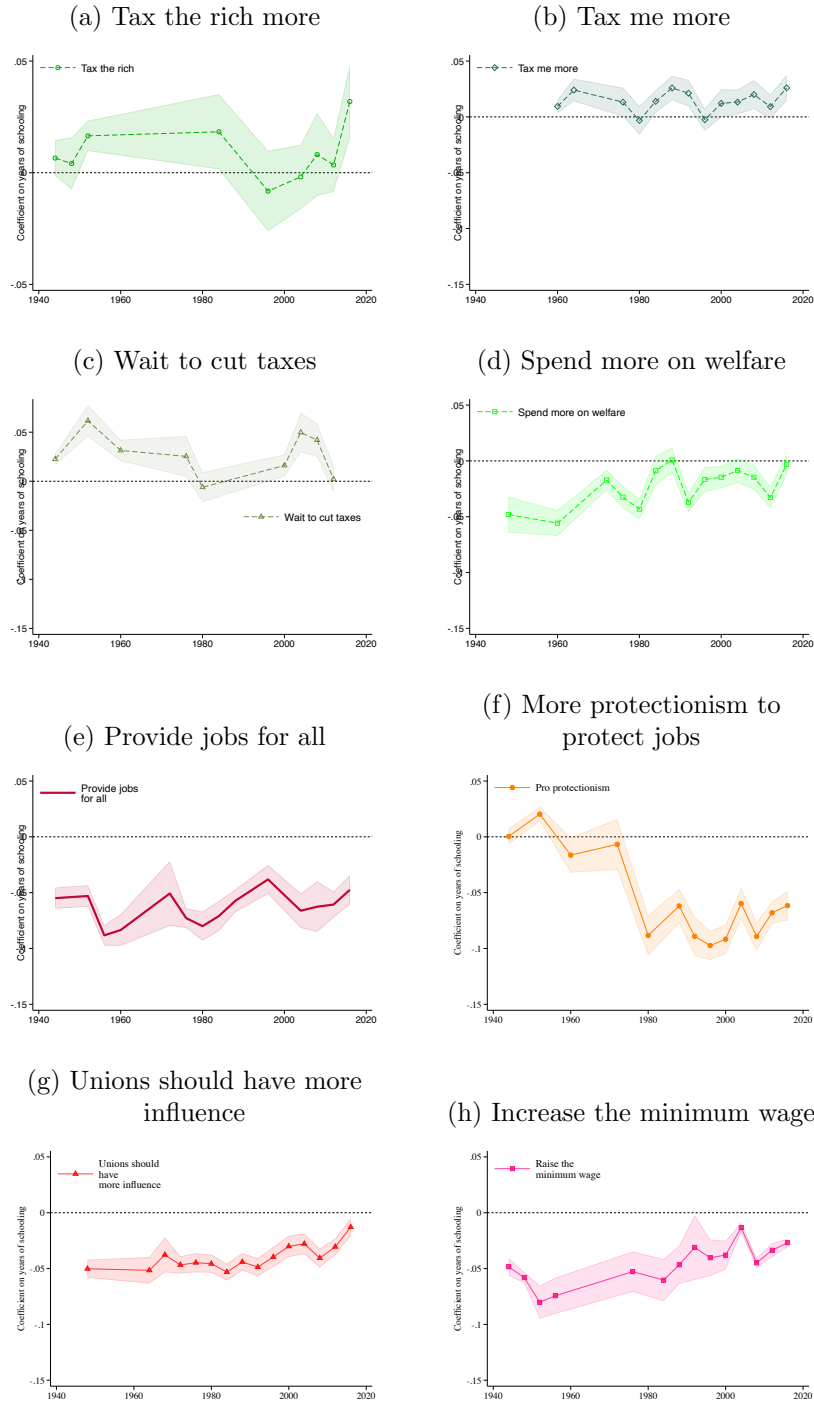 (a) Tax the rich more
.05
Tax the rich
0
-.05
Coefficient on years of schooling
1940 1960 1980 2000 2020
(b) Tax me more
.05
Tax me more
0
-.15
Coefficient on years of schooling
1940 1960 1980 2000 2020
(c) Wait to cut taxes
.05
0
Wait to cut taxes
-.15
Coefficient on years of schooling
1940 1960 1980 2000 2020
(d) Spend more on welfare
.05
Spend more on welfare
0
-.15
Coefficient on years of schooling
1940 1960 1980 2000 2020
(e) Provide jobs for all
.05
Provide jobs
for all
0
-.15
Coefficient on years of schooling
1940 1960 1980 2000 2020
(f) More protectionism to
protect jobs
.05
Pro protectionism
0
-.05
-.1
-.15
Coefficient on years of schooling
1940 1960 1980 2000 2020
(g) Unions should have more
influence
.05
Unions should
have
more influence
0
-.05
-.1
-.15
Coefficient on years of schooling
1940 1960 1980 2000 2020
(h) Increase the minimum wage
.05
Raise the
minimum wage
0
-.05
-.1
-.15
Coefficient on years of schooling
1940 1960 1980 2000 2020